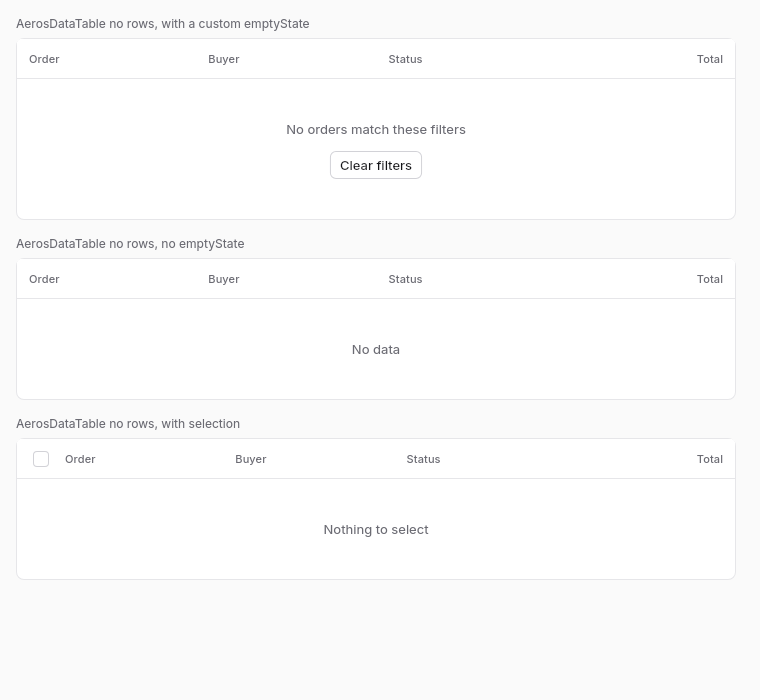 AerosDataTable no rows, with a custom emptyState
Order Buyer Status Total
No orders match these filters
Clear filters
AerosDataTable no rows, no emptyState
Order Buyer Status Total
No data
AerosDataTable no rows, with selection
Order Buyer Status Total
Nothing to select